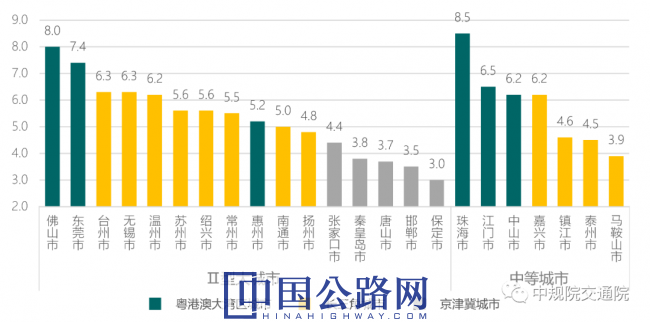 9.0
8.0
7.0
6.0
5.0
4.0
3.0
2.0
8.0 7.4 6.3 6.3 6.2 5.6 5.6 5.5 5.2 5.0 4.8 4.4 3.8 3.7 3.5 3.0 8.5 6.5 6.2 6.2 4.6 4.5 3.9
佛山市 东莞市 台州市 无锡市 温州市 苏州市 绍兴市 常州市 惠州市 南通市 扬州市 张家口市 秦皇岛市 唐山市 邯郸市 保定市 珠海市 江门市 中山市 嘉兴市 镇江市 泰州市 马鞍山市
城市 中等城市
粤港澳大 京津冀城市
中国公路网
CHINAHIGHWAY.COM
中规院交通院